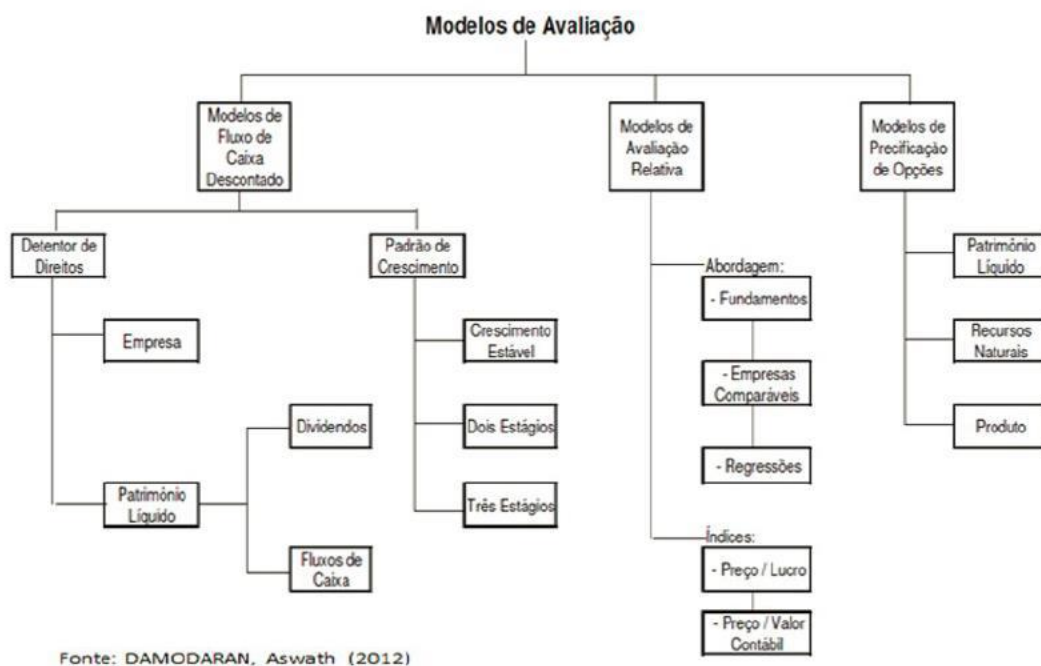 Modelos de Avaliação
Modelos de
Fluxo de
Caixa
Descontado
Modelos de
Avaliação
Relativa
Modelos de
Precificação
de Opções
Detentor de
Direitos
Padrão de
Crescimento
Empresa
Patrimônio
Líquido
Dividendos
Fluxos de
Caixa
Crescimento
Estável
Dois Estágios
Três Estágios
Abordagem:
- Fundamentos
- Empresas
Comparáveis
- Regressões
Índices:
- Preço / Lucro
- Preço / Valor
Contábil
Patrimônio
Líquido
Recursos
Naturais
Produto
Fonte: DAMODARAN, Aswath (2012)